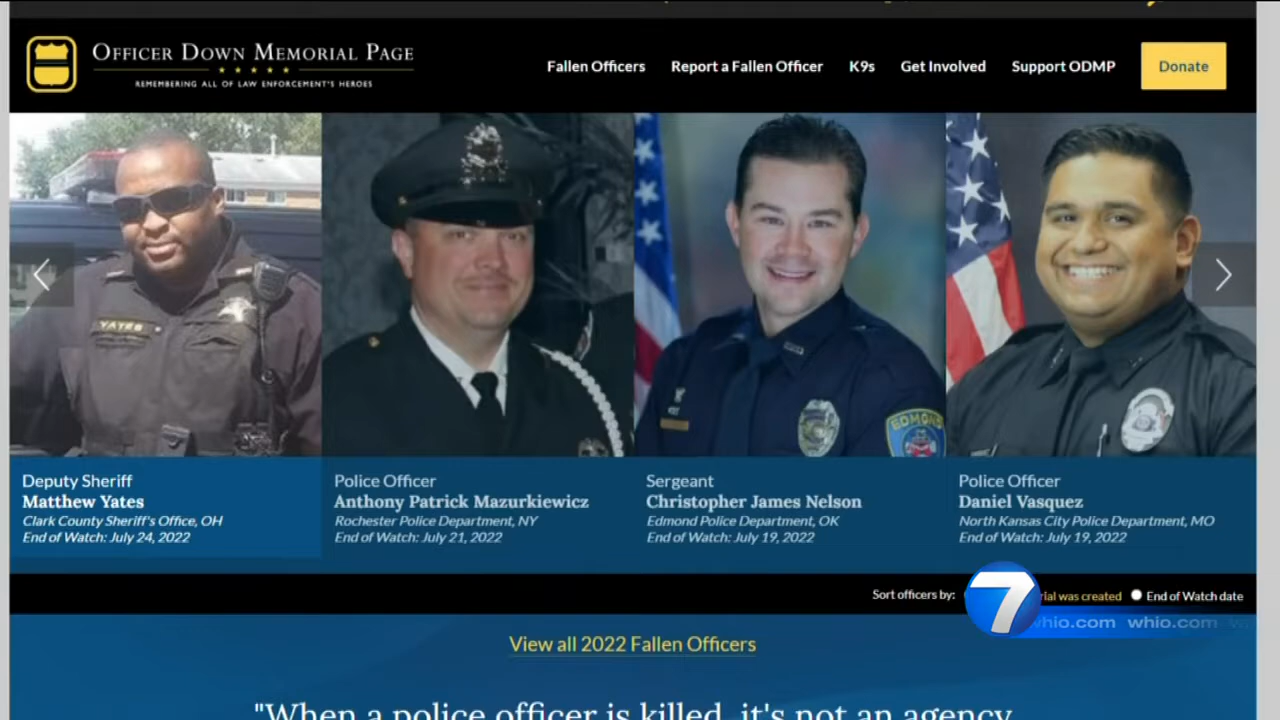 OFFICER DOWN MEMORIAL PAGE
REMEMBERING ALL OF LAW ENFORCEMENT'S HEROES
Fallen Officers
Report a Fallen Officer
K9s
Get Involved
Support ODMP
Donate
YATES
EDMOND
Deputy Sheriff
Matthew Yates
Clark County Sheriff's Office, OH
End of Watch: July 24, 2022
Police Officer
Anthony Patrick Mazurkiewicz
Rochester Police Department, NY
End of Watch: July 21, 2022
Sergeant
Christopher James Nelson
Edmond Police Department, OK
End of Watch: July 19, 2022
Police Officer
Daniel Vasquez
North Kansas City Police Department, MO
End of Watch: July 19, 2022
Sort officers by:
was created
End of Watch date
7
whio.com whio.com
View all 2022 Fallen Officers
"When a police officer is killed, it's not an agency